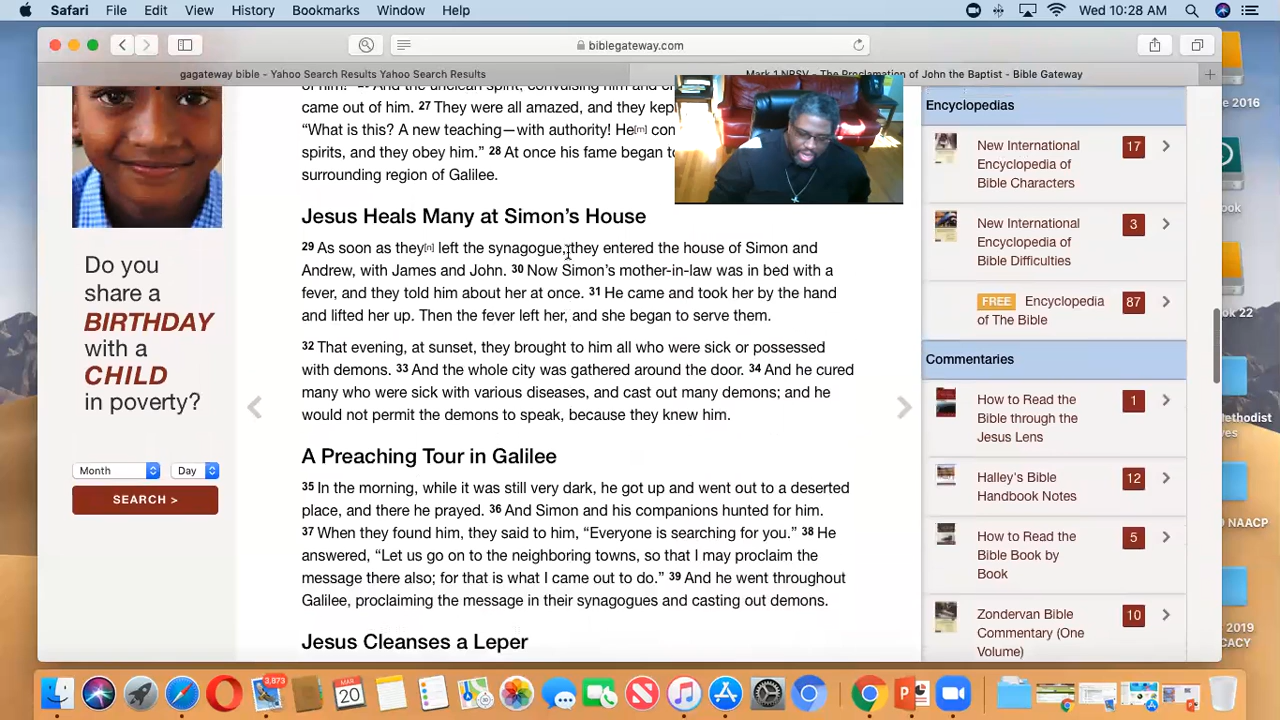 Safari File Edit View History Bookmarks Window Help
Wed 10:28 AM
biblegateway.com
gagateway bible - Yahoo Search Results Yahoo Search Results
Mark 1 NRSV - The Proclamation of John the Baptist - Bible Gateway
came out of him. 27 They were all amazed, and they kept
“What is this? A new teaching—with authority! He[m]
spirits, and they obey him.” 28 At once his fame began
surrounding region of Galilee.
Jesus Heals Many at Simon’s House
29 As soon as they[n] left the synagogue, they entered the house of Simon and
Andrew, with James and John. 30 Now Simon’s mother-in-law was in bed with a
fever, and they told him about her at once. 31 He came and took her by the hand
and lifted her up. Then the fever left her, and she began to serve them.
32 That evening, at sunset, they brought to him all who were sick or possessed
with demons. 33 And the whole city was gathered around the door. 34 And he cured
many who were sick with various diseases, and cast out many demons; and he
would not permit the demons to speak, because they knew him.
A Preaching Tour in Galilee
35 In the morning, while it was still very dark, he got up and went out to a deserted
place, and there he prayed. 36 And Simon and his companions hunted for him.
37 When they found him, they said to him, “Everyone is searching for you.” 38 He
answered, “Let us go on to the neighboring towns, so that I may proclaim the
message there also; for that is what I came out to do.” 39 And he went throughout
Galilee, proclaiming the message in their synagogues and casting out demons.
Jesus Cleanses a Leper
Do you
share a
BIRTHDAY
with a
CHILD
in poverty?
Month
Day
SEARCH >
Encyclopedias
New International
Encyclopedia of
Bible Characters
17
New International
Encyclopedia of
Bible Difficulties
3
FREE Encyclopedia
of The Bible
87
Commentaries
How to Read the
Bible through the
Jesus Lens
1
Halley’s Bible
Handbook Notes
12
How to Read the
Bible Book by
Book
5
Zondervan Bible
Commentary (One
Volume)
10
2016
22
NAACP
2019
3,873
MAR
20